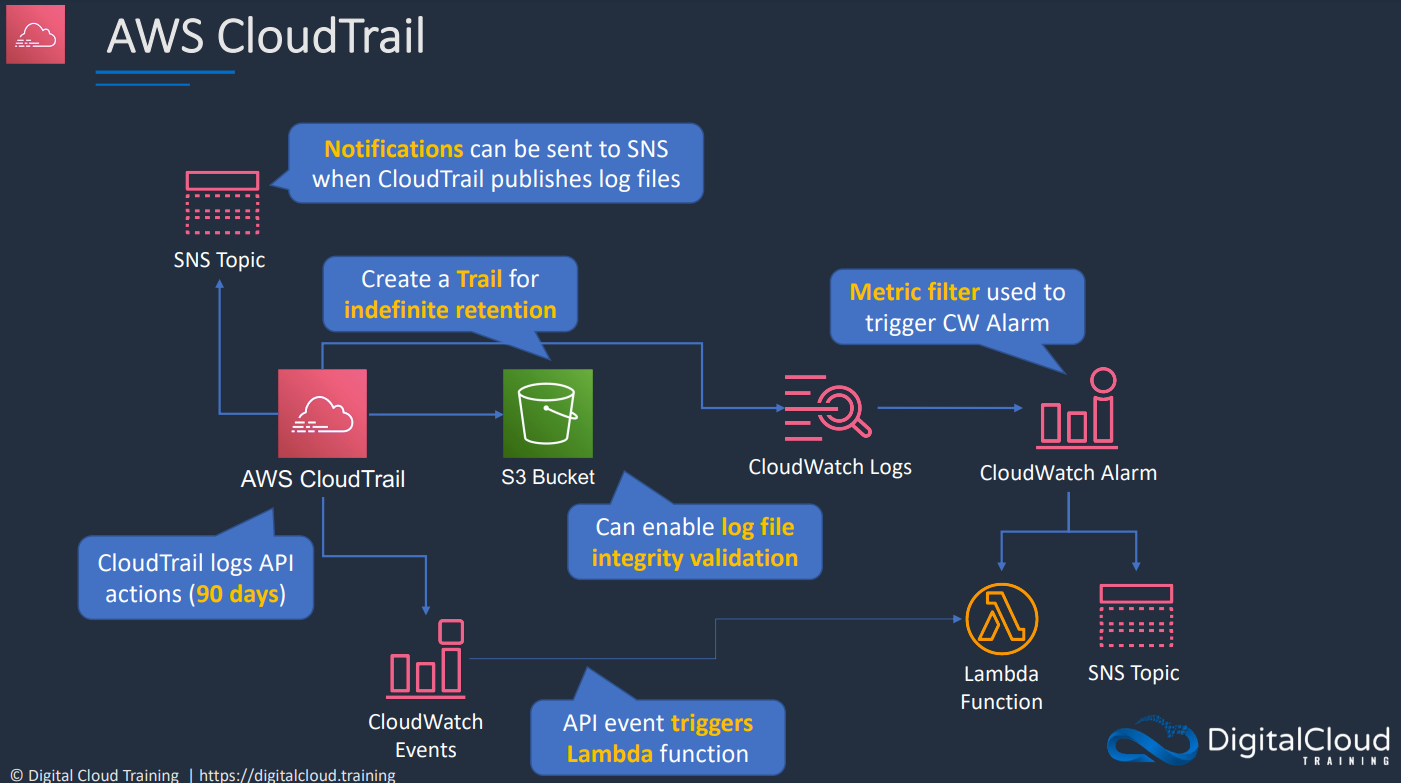 AWS CloudTrail
Notifications can be sent to SNS
when CloudTrail publishes log files
SNS Topic
Create a Trail for
indefinite retention
Metric filter used to
trigger CW Alarm
AWS CloudTrail
S3 Bucket
CloudWatch Logs
CloudWatch Alarm
Can enable log file
integrity validation
CloudTrail logs API
actions (90 days)
Lambda
Function
SNS Topic
CloudWatch
Events
API event triggers
Lambda function
DigitalCloud
TRAINING
© Digital Cloud Training | https://digitalcloud.training